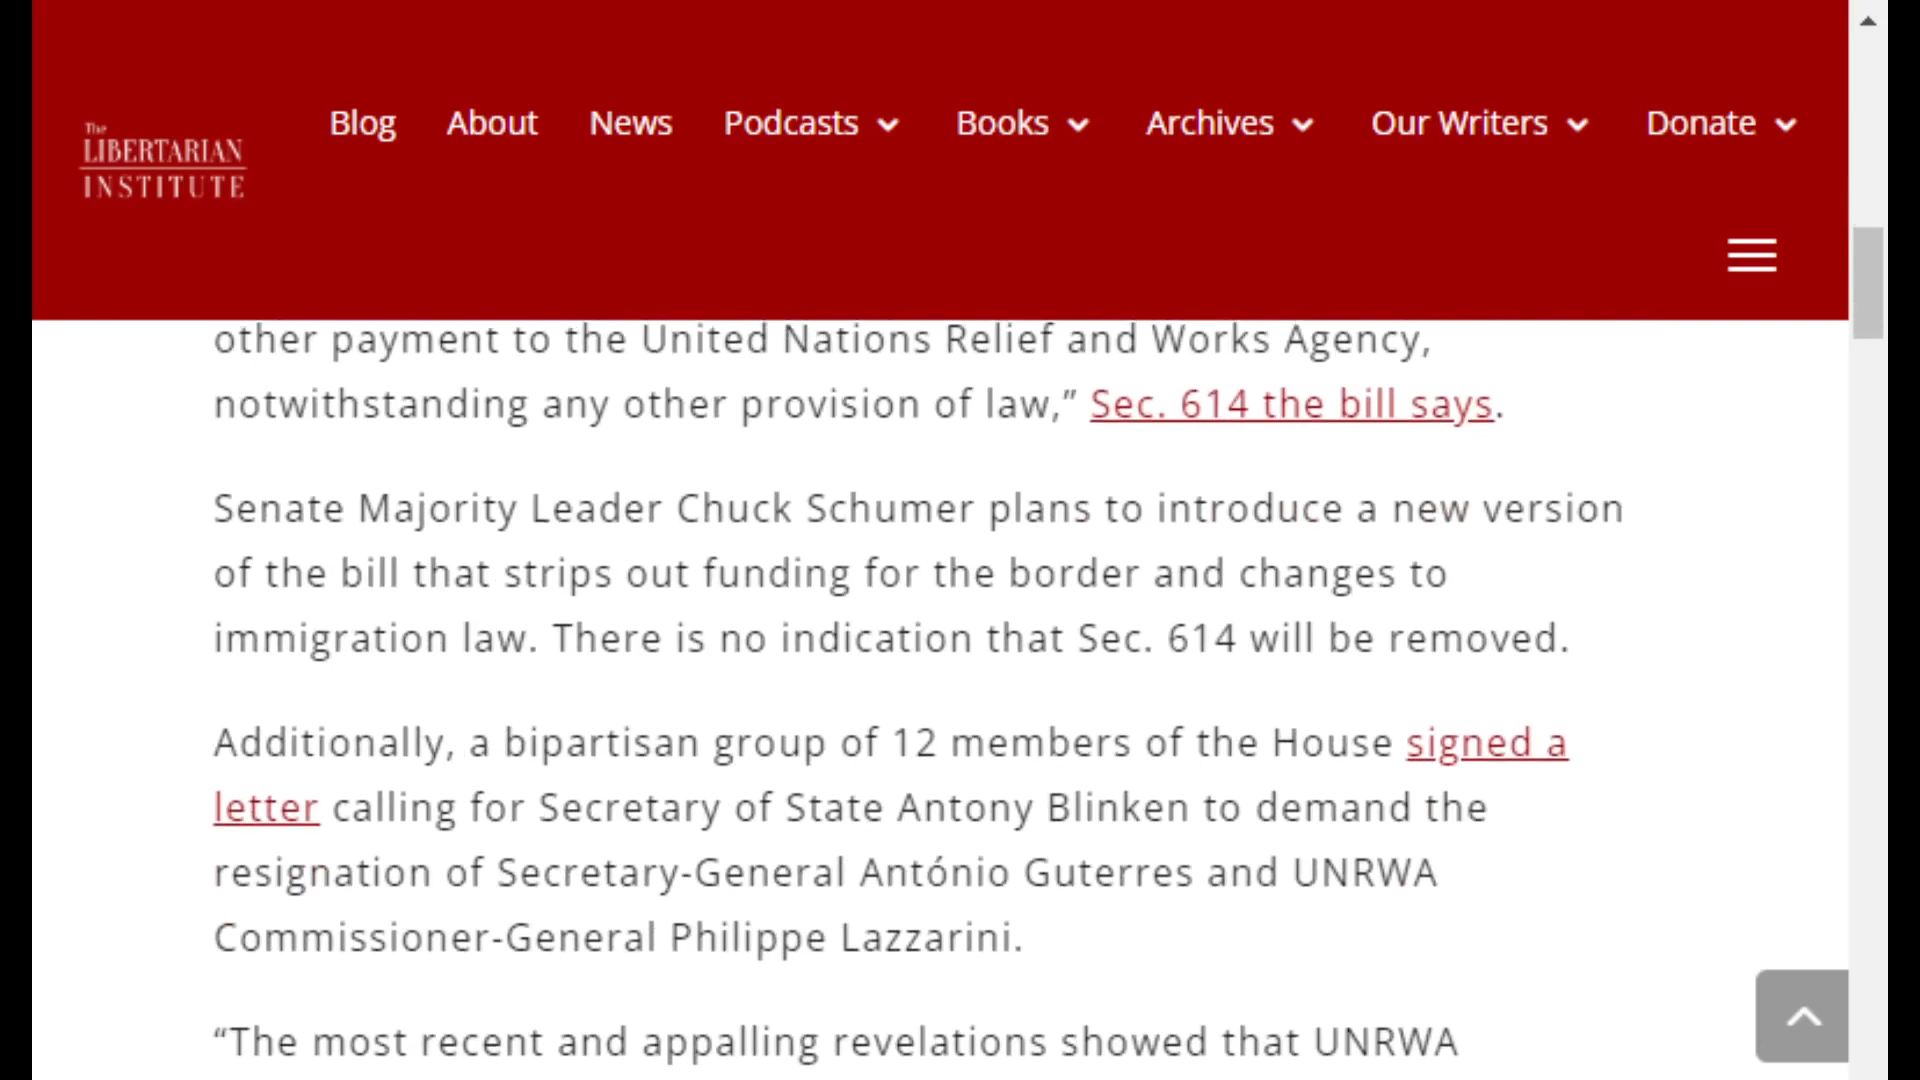 The
LIBERTARIAN
INSTITUTE
Blog About News Podcasts Books Archives Our Writers Donate
other payment to the United Nations Relief and Works Agency,
notwithstanding any other provision of law,” Sec. 614 the bill says.
Senate Majority Leader Chuck Schumer plans to introduce a new version
of the bill that strips out funding for the border and changes to
immigration law. There is no indication that Sec. 614 will be removed.
Additionally, a bipartisan group of 12 members of the House signed a
letter calling for Secretary of State Antony Blinken to demand the
resignation of Secretary-General António Guterres and UNRWA
Commissioner-General Philippe Lazzarini.
“The most recent and appalling revelations showed that UNRWA